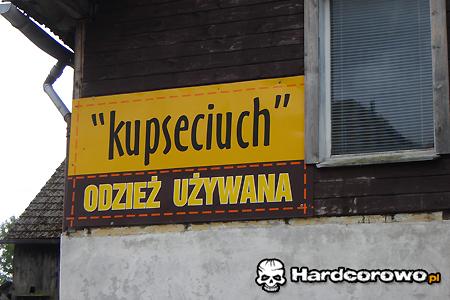 "kupseciuch"
ODZIEŻ UŻYWANA
Hardcorowo.pl